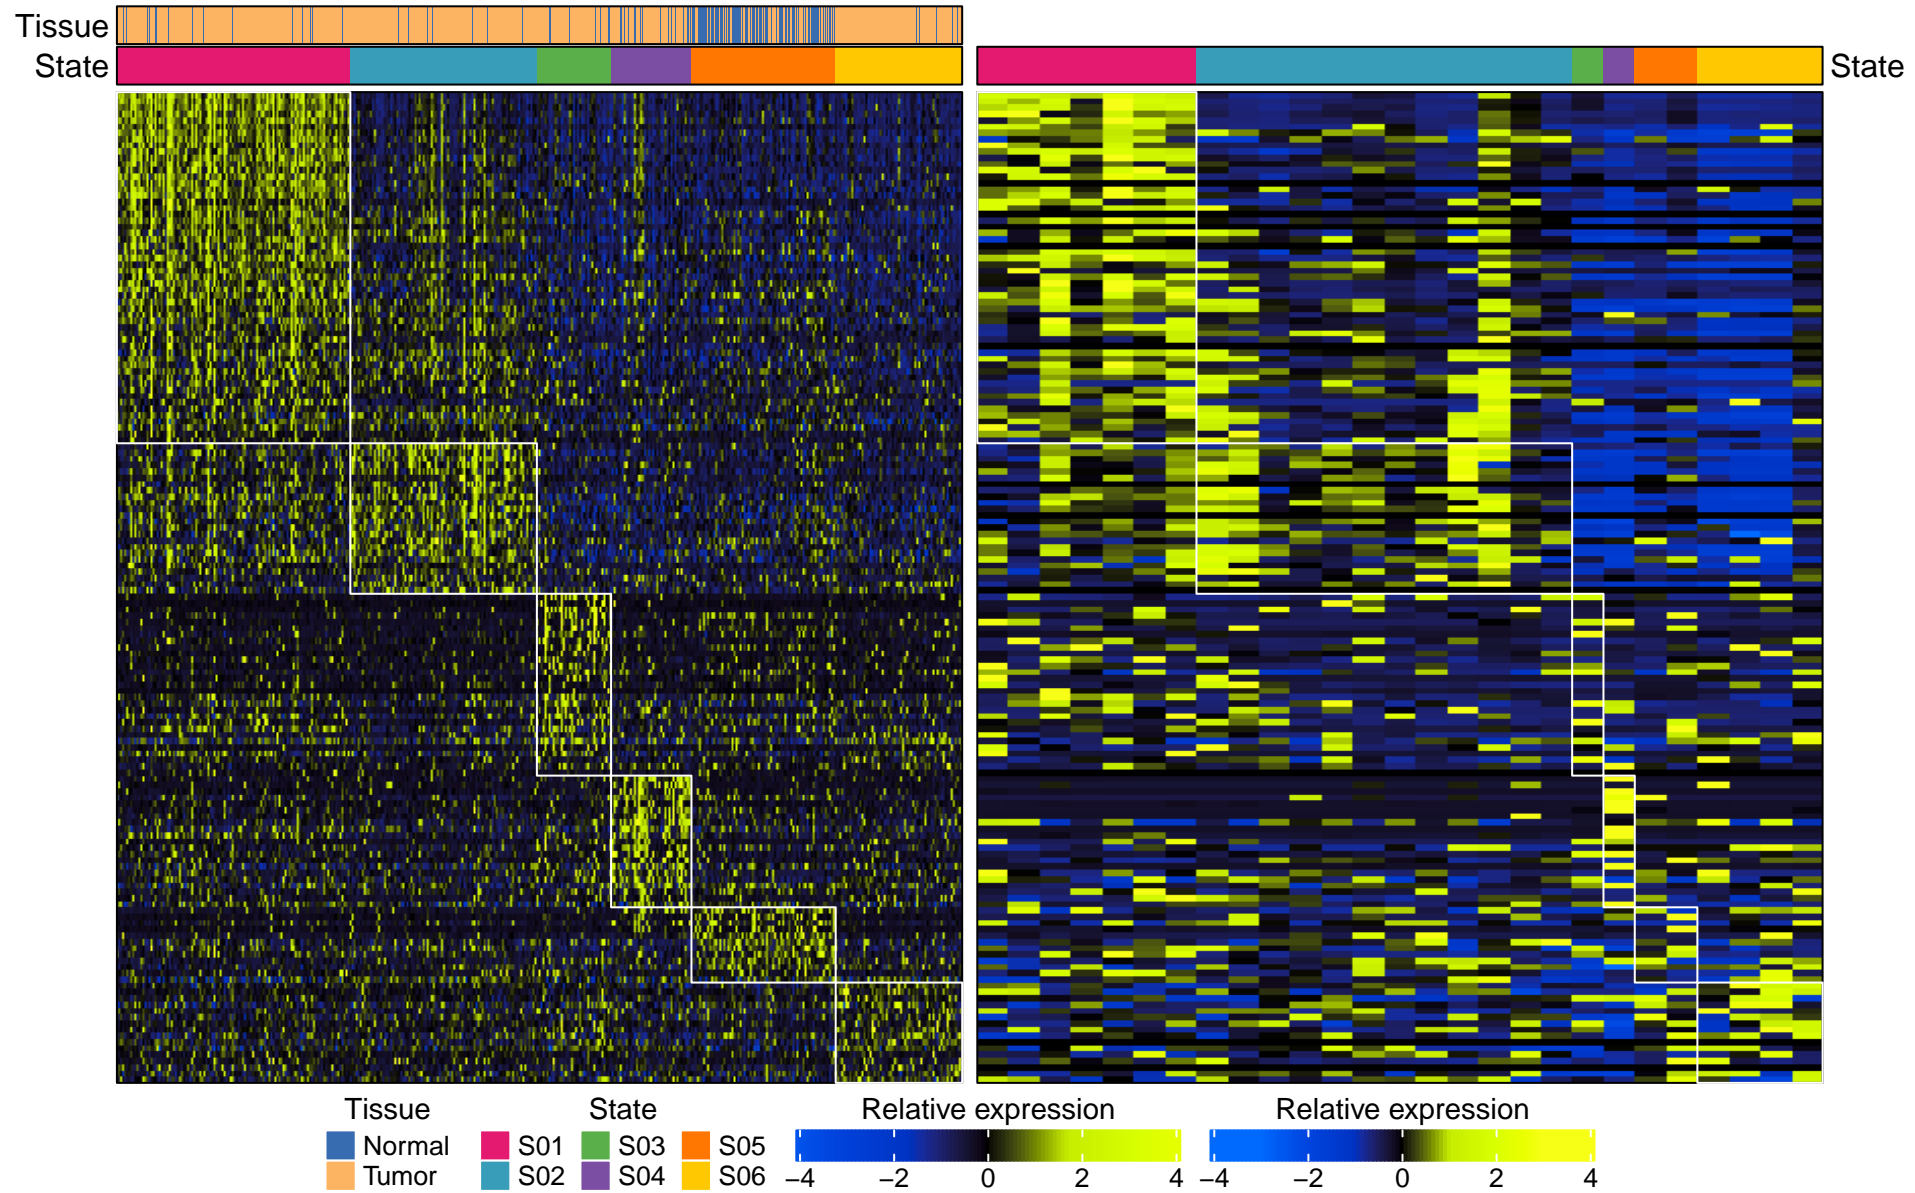 Tissue
State
State
Tissue State Relative expression Relative expression
Normal S01 S03 S05
Tumor S02 S04 S06
−4 −2 0 2 4 −4 −2 0 2 4